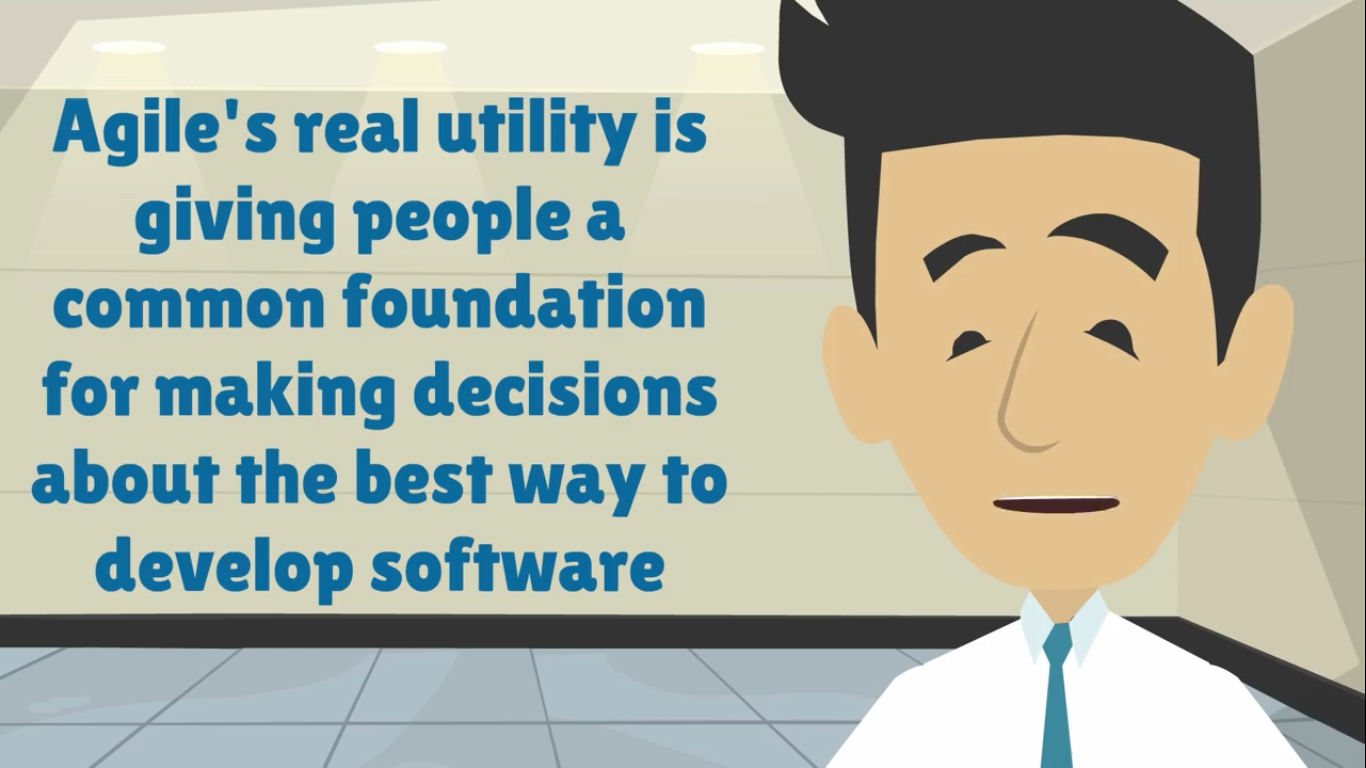 Agile's real utility is
giving people a
common foundation
for making decisions
about the best way to
develop software